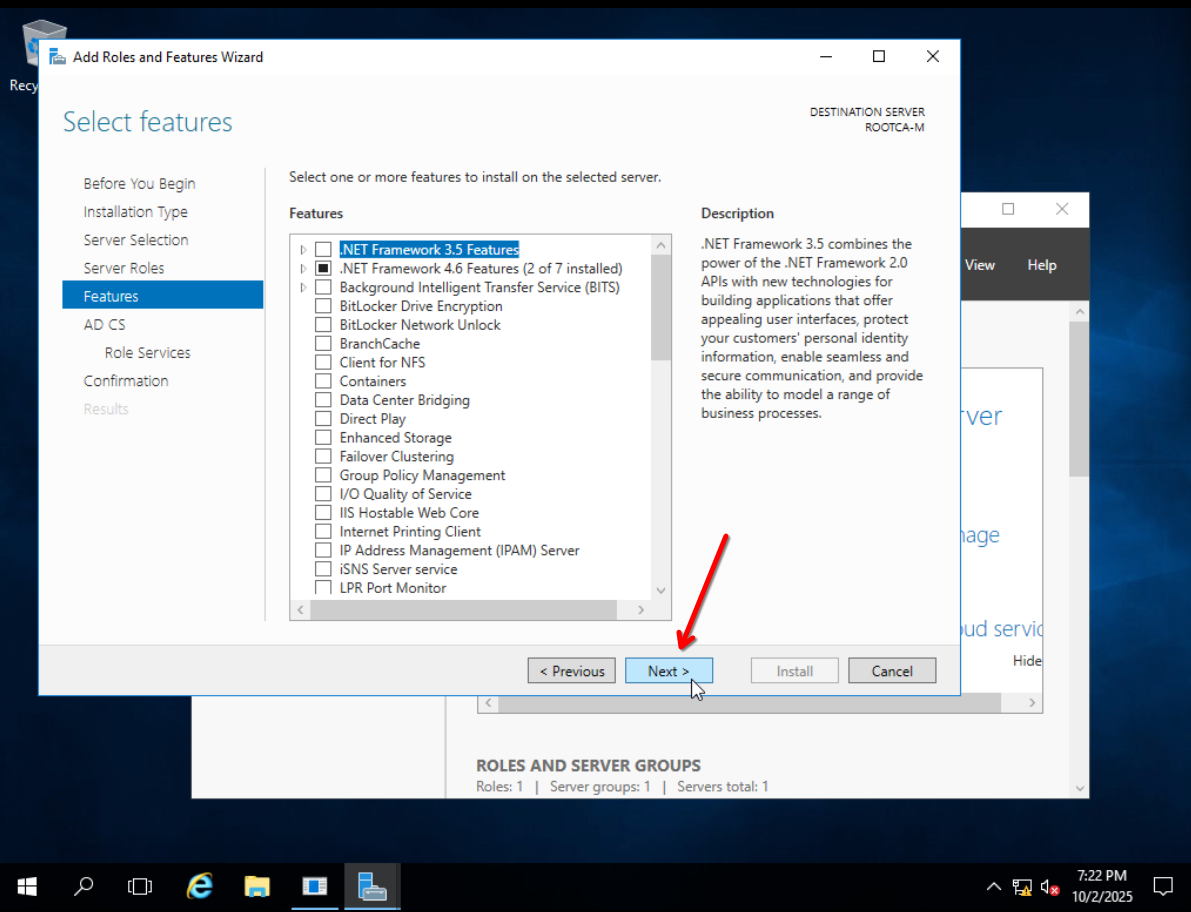 Recy
Add Roles and Features Wizard
Select features
DESTINATION SERVER
ROOTCA-M
Before You Begin
Installation Type
Server Selection
Server Roles
Features
AD CS
Role Services
Confirmation
Results
Select one or more features to install on the selected server.
Features
.NET Framework 3.5 Features
.NET Framework 4.6 Features (2 of 7 installed)
Background Intelligent Transfer Service (BITS)
BitLocker Drive Encryption
BitLocker Network Unlock
BranchCache
Client for NFS
Containers
Data Center Bridging
Direct Play
Enhanced Storage
Failover Clustering
Group Policy Management
I/O Quality of Service
IIS Hostable Web Core
Internet Printing Client
IP Address Management (IPAM) Server
iSNS Server service
LPR Port Monitor
Description
.NET Framework 3.5 combines the
power of the .NET Framework 2.0
APIs with new technologies for
building applications that offer
appealing user interfaces, protect
your customers' personal identity
information, enable seamless and
secure communication, and provide
the ability to model a range of
business processes.
< Previous
Next >
Install
Cancel
View Help
ver
nage
oud servic
Hide
ROLES AND SERVER GROUPS
Roles: 1 | Server groups: 1 | Servers total: 1
7:22 PM
10/2/2025